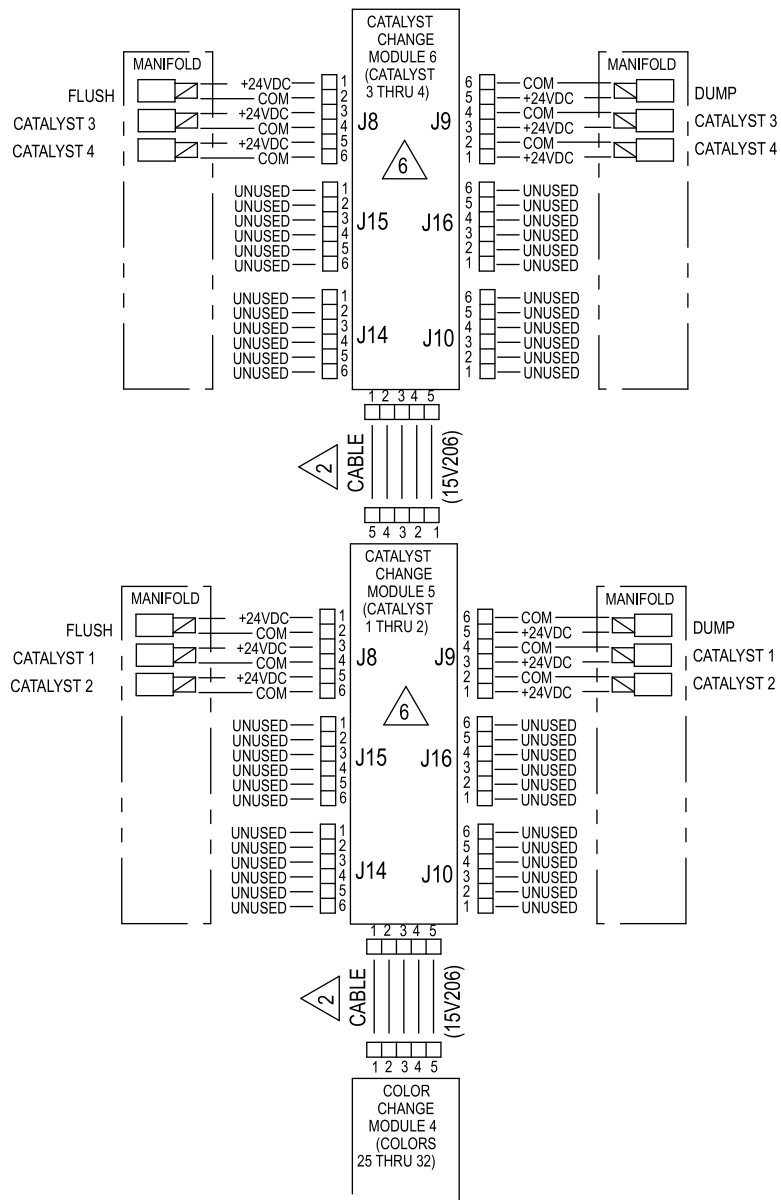 CATALYST
CHANGE
MODULE 6
(CATALYST
3 THRU 4)
MANIFOLD
MANIFOLD
FLUSH +24VDC 1 6 COM DUMP
COM 2 5 +24VDC
CATALYST 3 +24VDC 3 4 COM CATALYST 3
COM 4 J8 J9 3 +24VDC
CATALYST 4 +24VDC 5 2 COM CATALYST 4
COM 6 1 +24VDC
6
UNUSED 1 6 UNUSED
UNUSED 2 5 UNUSED
UNUSED 3 J15 J16 4 UNUSED
UNUSED 4 3 UNUSED
UNUSED 5 2 UNUSED
UNUSED 6 1 UNUSED
UNUSED 1 6 UNUSED
UNUSED 2 5 UNUSED
UNUSED 3 J14 J10 4 UNUSED
UNUSED 4 3 UNUSED
UNUSED 5 2 UNUSED
UNUSED 6 1 UNUSED
1 2 3 4 5
2 CABLE (15V206)
5 4 3 2 1
CATALYST
CHANGE
MODULE 5
(CATALYST
1 THRU 2)
MANIFOLD
MANIFOLD
FLUSH +24VDC 1 6 COM DUMP
COM 2 5 +24VDC
CATALYST 1 +24VDC 3 4 COM CATALYST 1
COM 4 J8 J9 3 +24VDC
CATALYST 2 +24VDC 5 2 COM CATALYST 2
COM 6 1 +24VDC
6
UNUSED 1 6 UNUSED
UNUSED 2 5 UNUSED
UNUSED 3 J15 J16 4 UNUSED
UNUSED 4 3 UNUSED
UNUSED 5 2 UNUSED
UNUSED 6 1 UNUSED
UNUSED 1 6 UNUSED
UNUSED 2 5 UNUSED
UNUSED 3 J14 J10 4 UNUSED
UNUSED 4 3 UNUSED
UNUSED 5 2 UNUSED
UNUSED 6 1 UNUSED
1 2 3 4 5
2 CABLE (15V206)
1 2 3 4 5
COLOR
CHANGE
MODULE 4
(COLORS
25 THRU 32)